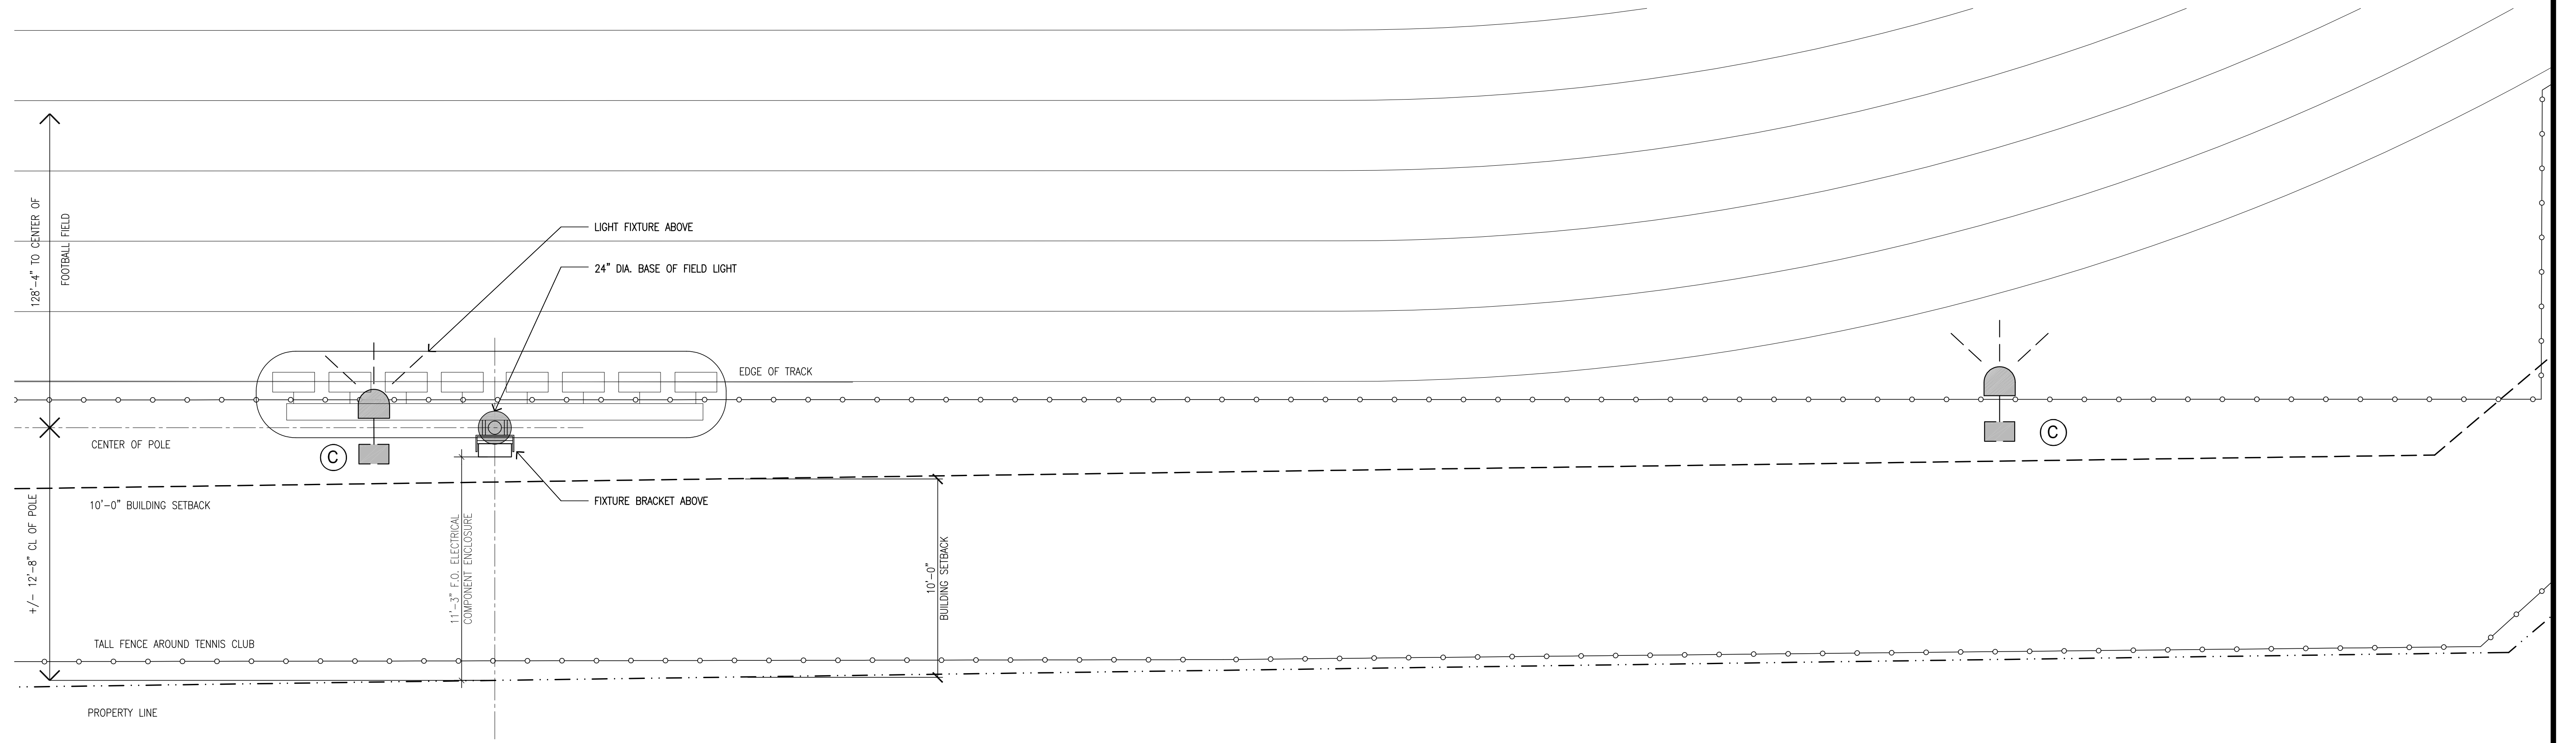 128'-4" TO CENTER OF
FOOTBALL FIELD
LIGHT FIXTURE ABOVE
24" DIA. BASE OF FIELD LIGHT
EDGE OF TRACK
CENTER OF POLE
C
C
10'-0" BUILDING SETBACK
FIXTURE BRACKET ABOVE
+/- 12'-8" CL OF POLE
11'-3" F.O. ELECTRICAL
COMPONENT ENCLOSURE
10'-0"
BUILDING SETBACK
TALL FENCE AROUND TENNIS CLUB
PROPERTY LINE